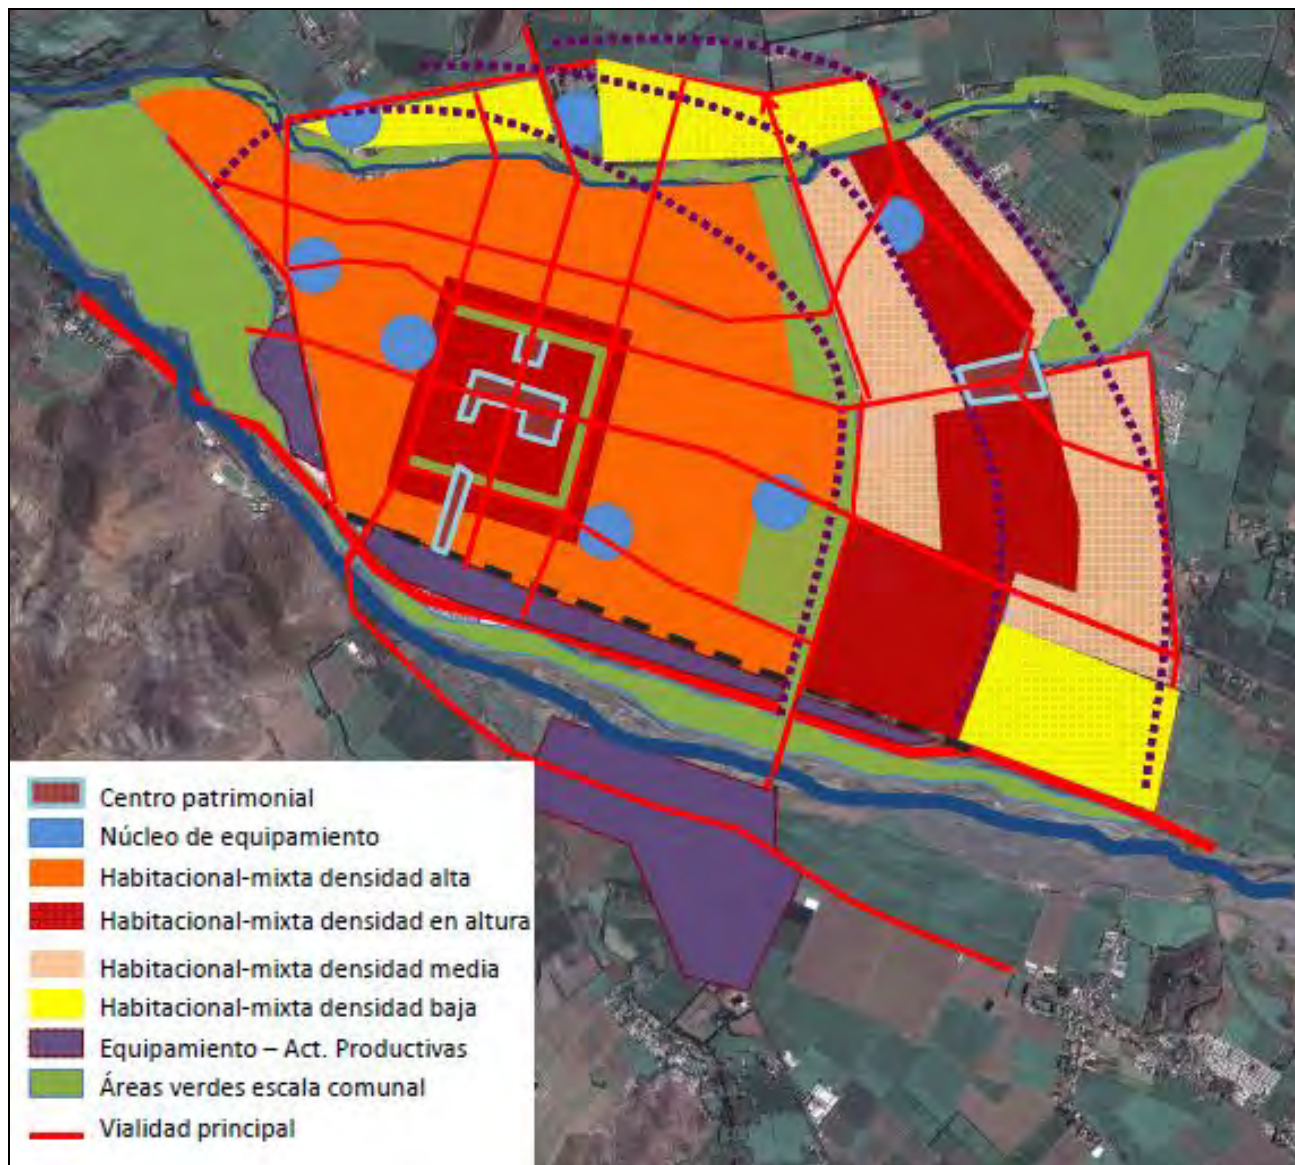 Centro patrimonial
Núcleo de equipamiento
Habitacional-mixta densidad alta
Habitacional-mixta densidad en altura
Habitacional-mixta densidad media
Habitacional-mixta densidad baja
Equipamiento – Act. Productivas
Áreas verdes escala comunal
Vialidad principal